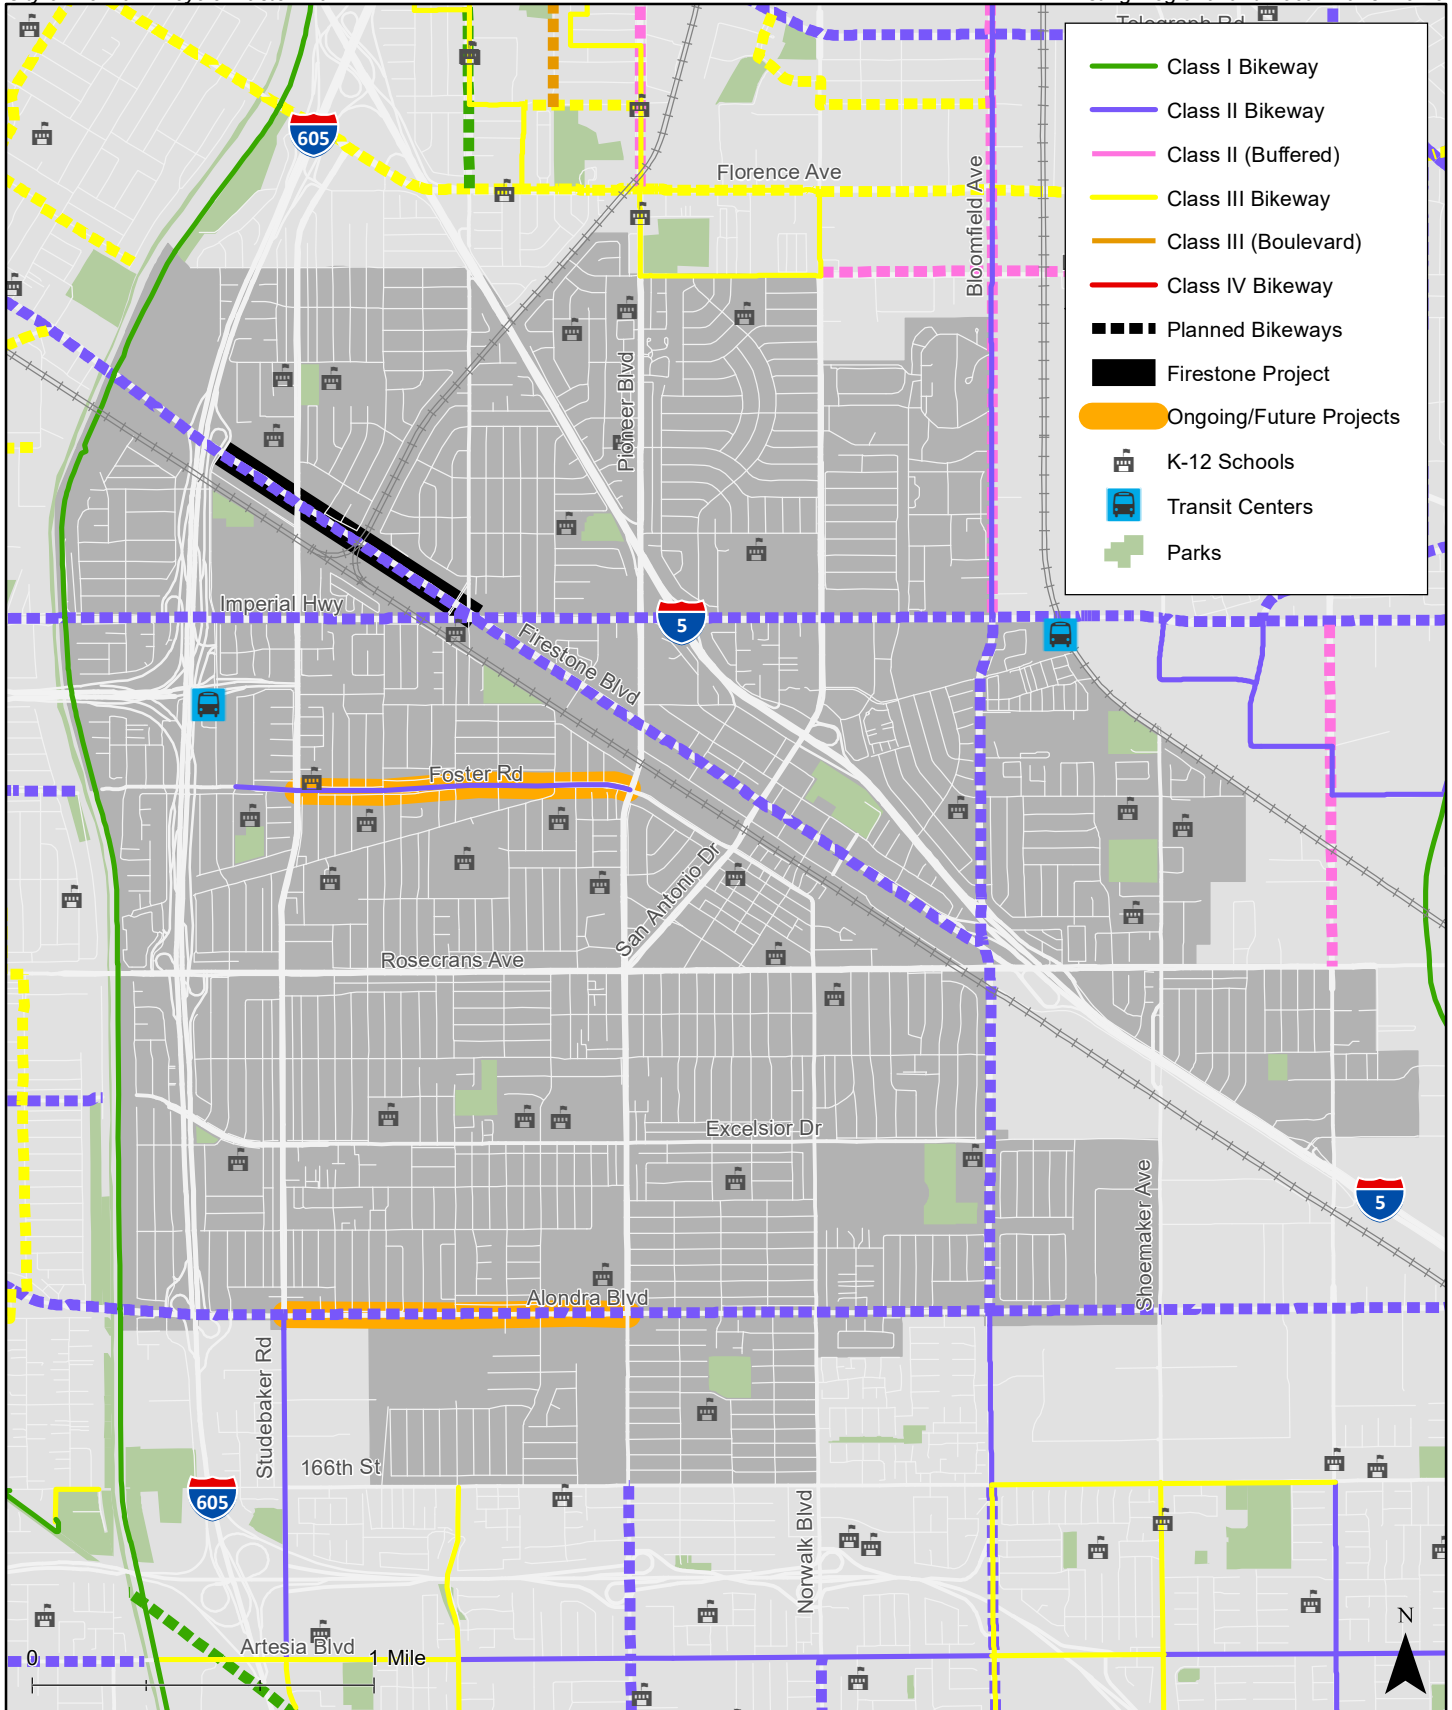 Telegraph Rd
Class I Bikeway
Class II Bikeway
Class II (Buffered)
Class III Bikeway
Class III (Boulevard)
Class IV Bikeway
Planned Bikeways
Firestone Project
Ongoing/Future Projects
K-12 Schools
Transit Centers
Parks
605
Florence Ave
Bloomfield Ave
Pioneer Blvd
Imperial Hwy
5
Firestone Blvd
Foster Rd
San Antonio Dr
Rosecrans Ave
Excelsior Dr
Shoemaker Ave
5
Alondra Blvd
Studebaker Rd
166th St
605
Norwalk Blvd
N
Artesia Blvd
0
1 Mile